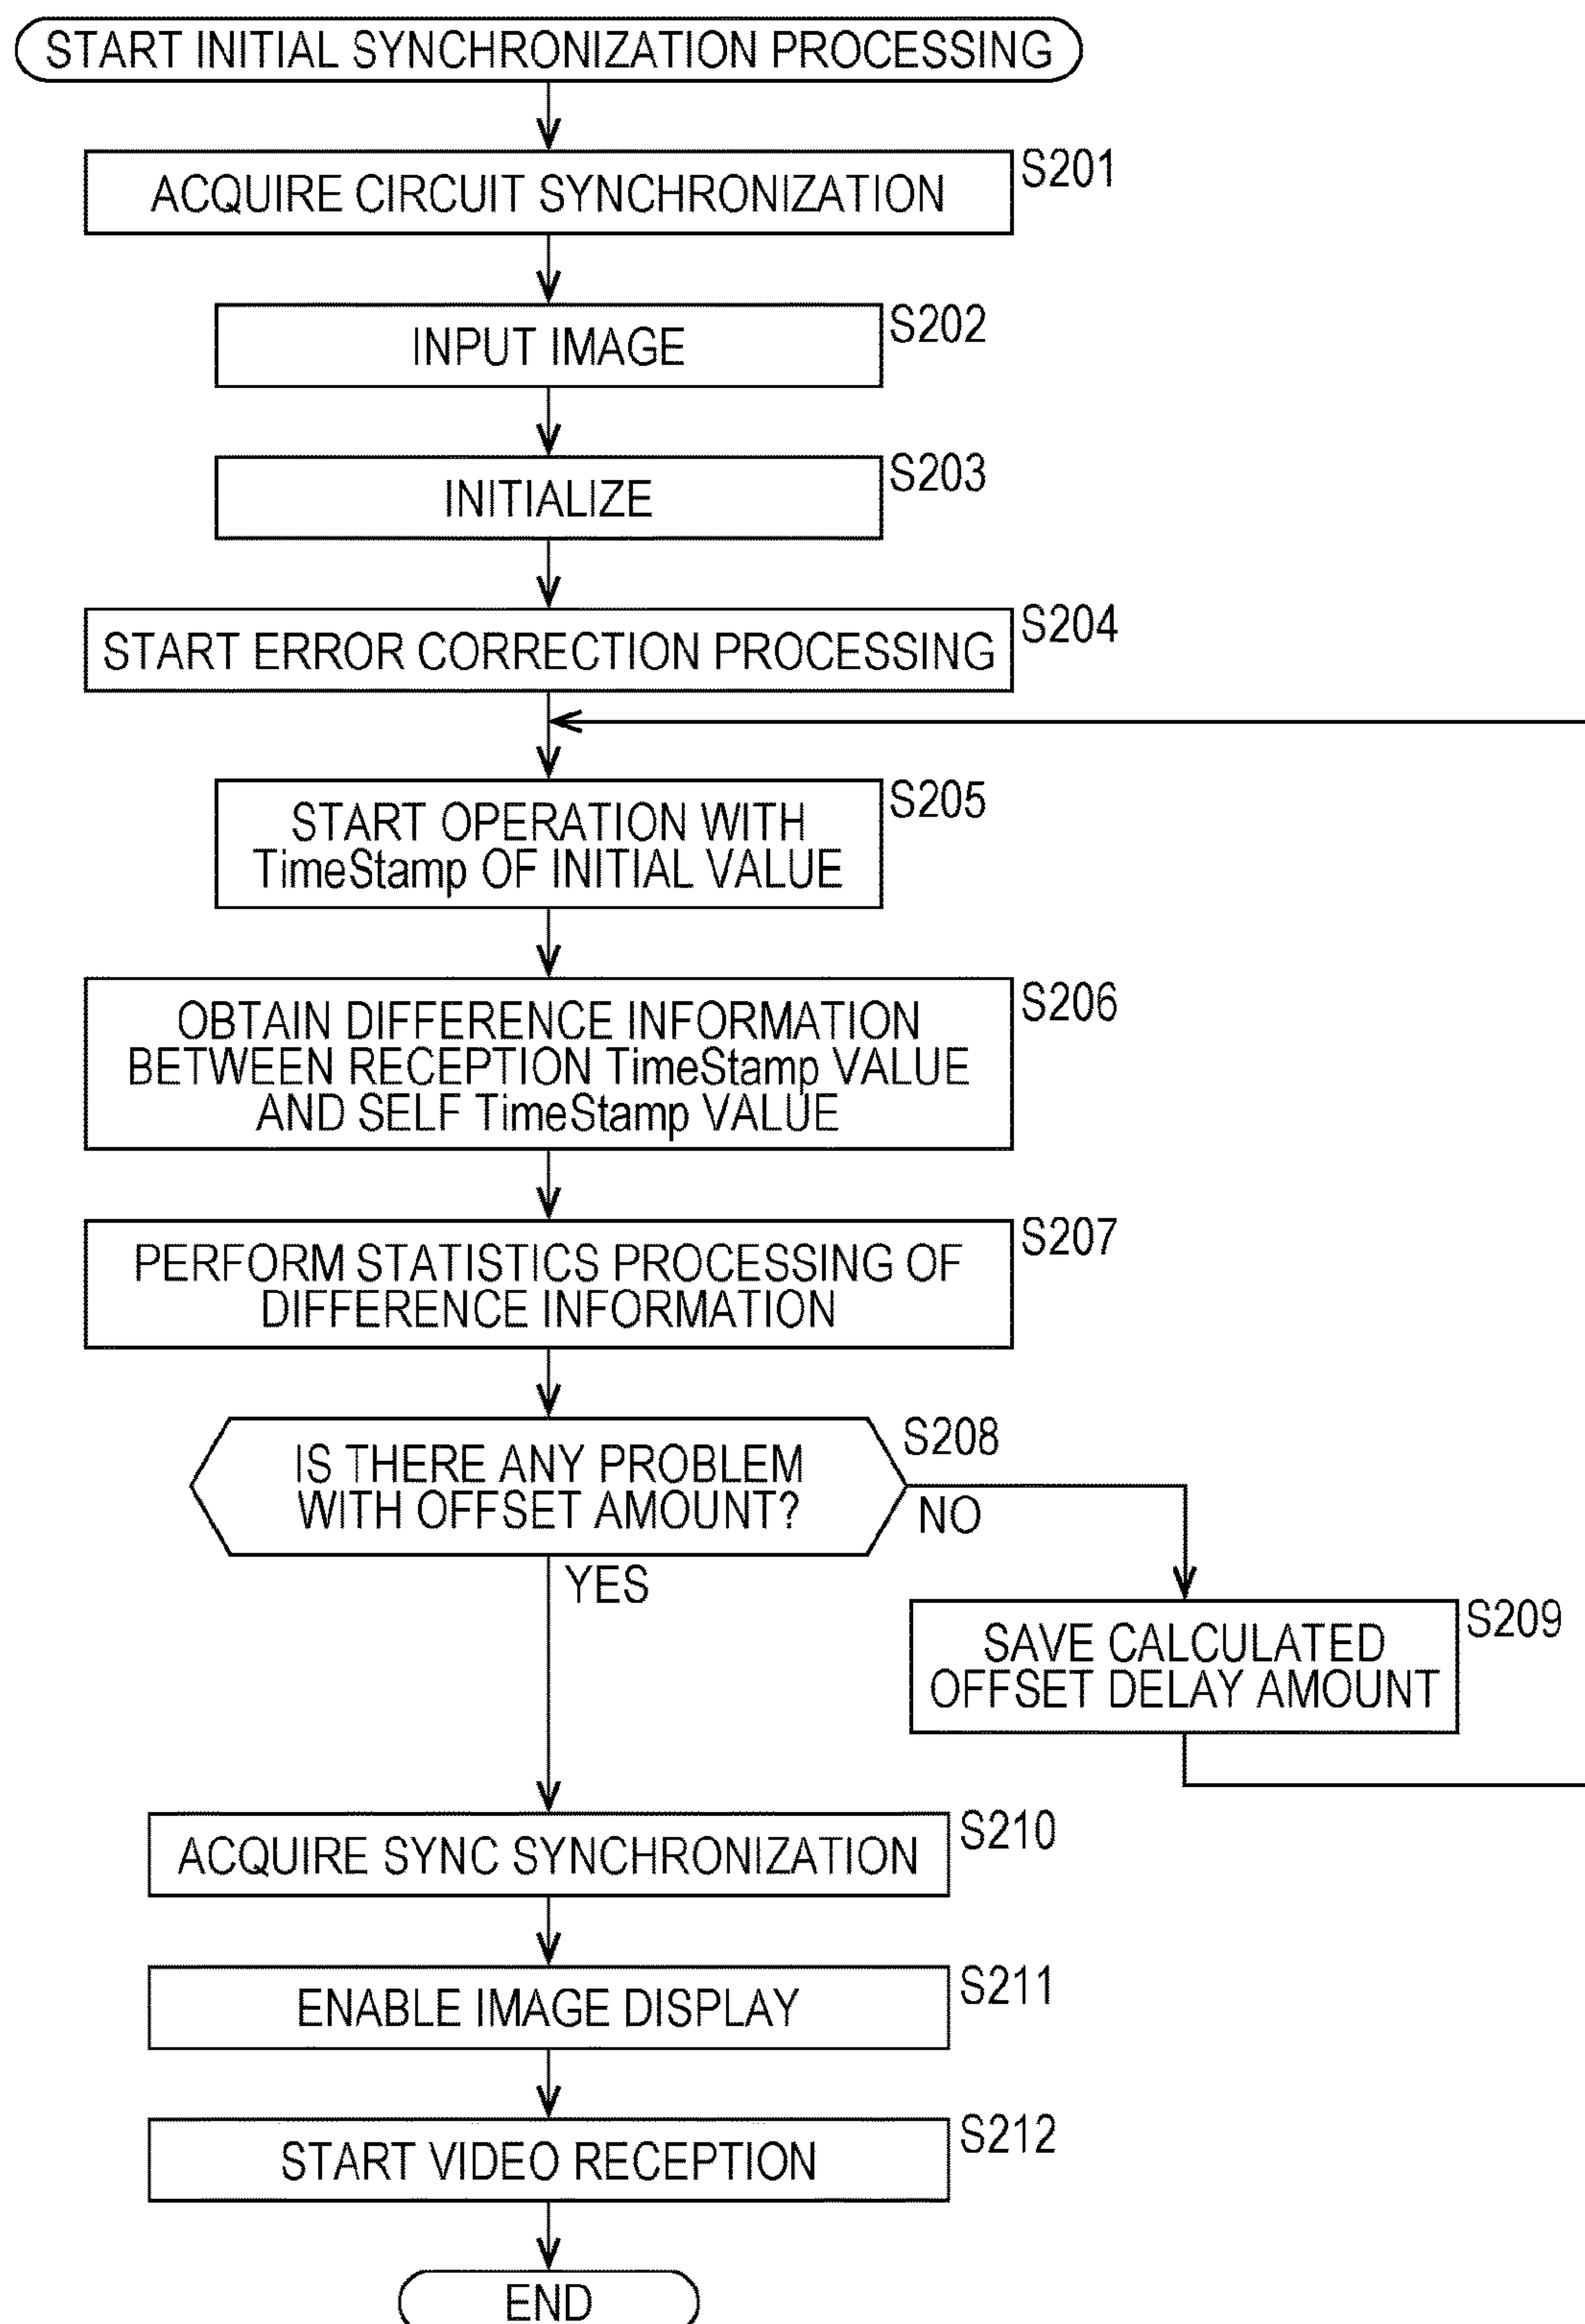 START INITIAL SYNCHRONIZATION PROCESSING
ACQUIRE CIRCUIT SYNCHRONIZATION
S201
INPUT IMAGE
S202
INITIALIZE
S203
START ERROR CORRECTION PROCESSING
S204
START OPERATION WITH
TimeStamp OF INITIAL VALUE
S205
OBTAIN DIFFERENCE INFORMATION
BETWEEN RECEPTION TimeStamp VALUE
AND SELF TimeStamp VALUE
S206
PERFORM STATISTICS PROCESSING OF
DIFFERENCE INFORMATION
S207
IS THERE ANY PROBLEM
WITH OFFSET AMOUNT?
S208
NO
YES
SAVE CALCULATED
OFFSET DELAY AMOUNT
S209
ACQUIRE SYNC SYNCHRONIZATION
S210
ENABLE IMAGE DISPLAY
S211
START VIDEO RECEPTION
S212
END